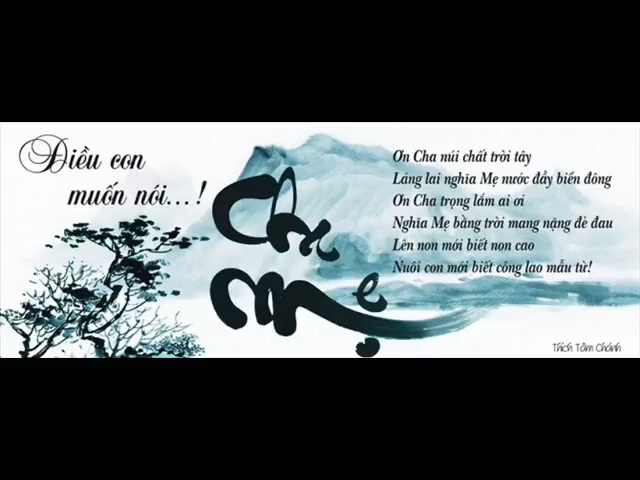 Điều con
muốn nói...!
Cha
Mẹ
Ơn Cha núi chất trời tây
Láng lai nghĩa Mẹ mước đầy biển đông
Ơn Cha trọng lắm ai ơi
Nghĩa Mẹ bằng trời mang nặng đẻ đau
Lên non mới biết non cao
Nuôi con mới biết công lao mẫu từ!
Thích Tâm Chánh